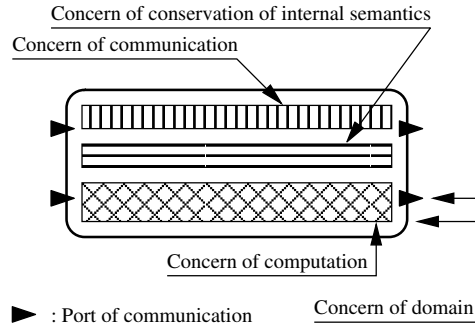 Concern of conservation of internal semantics
Concern of communication
Concern of computation
: Port of communication
Concern of domain